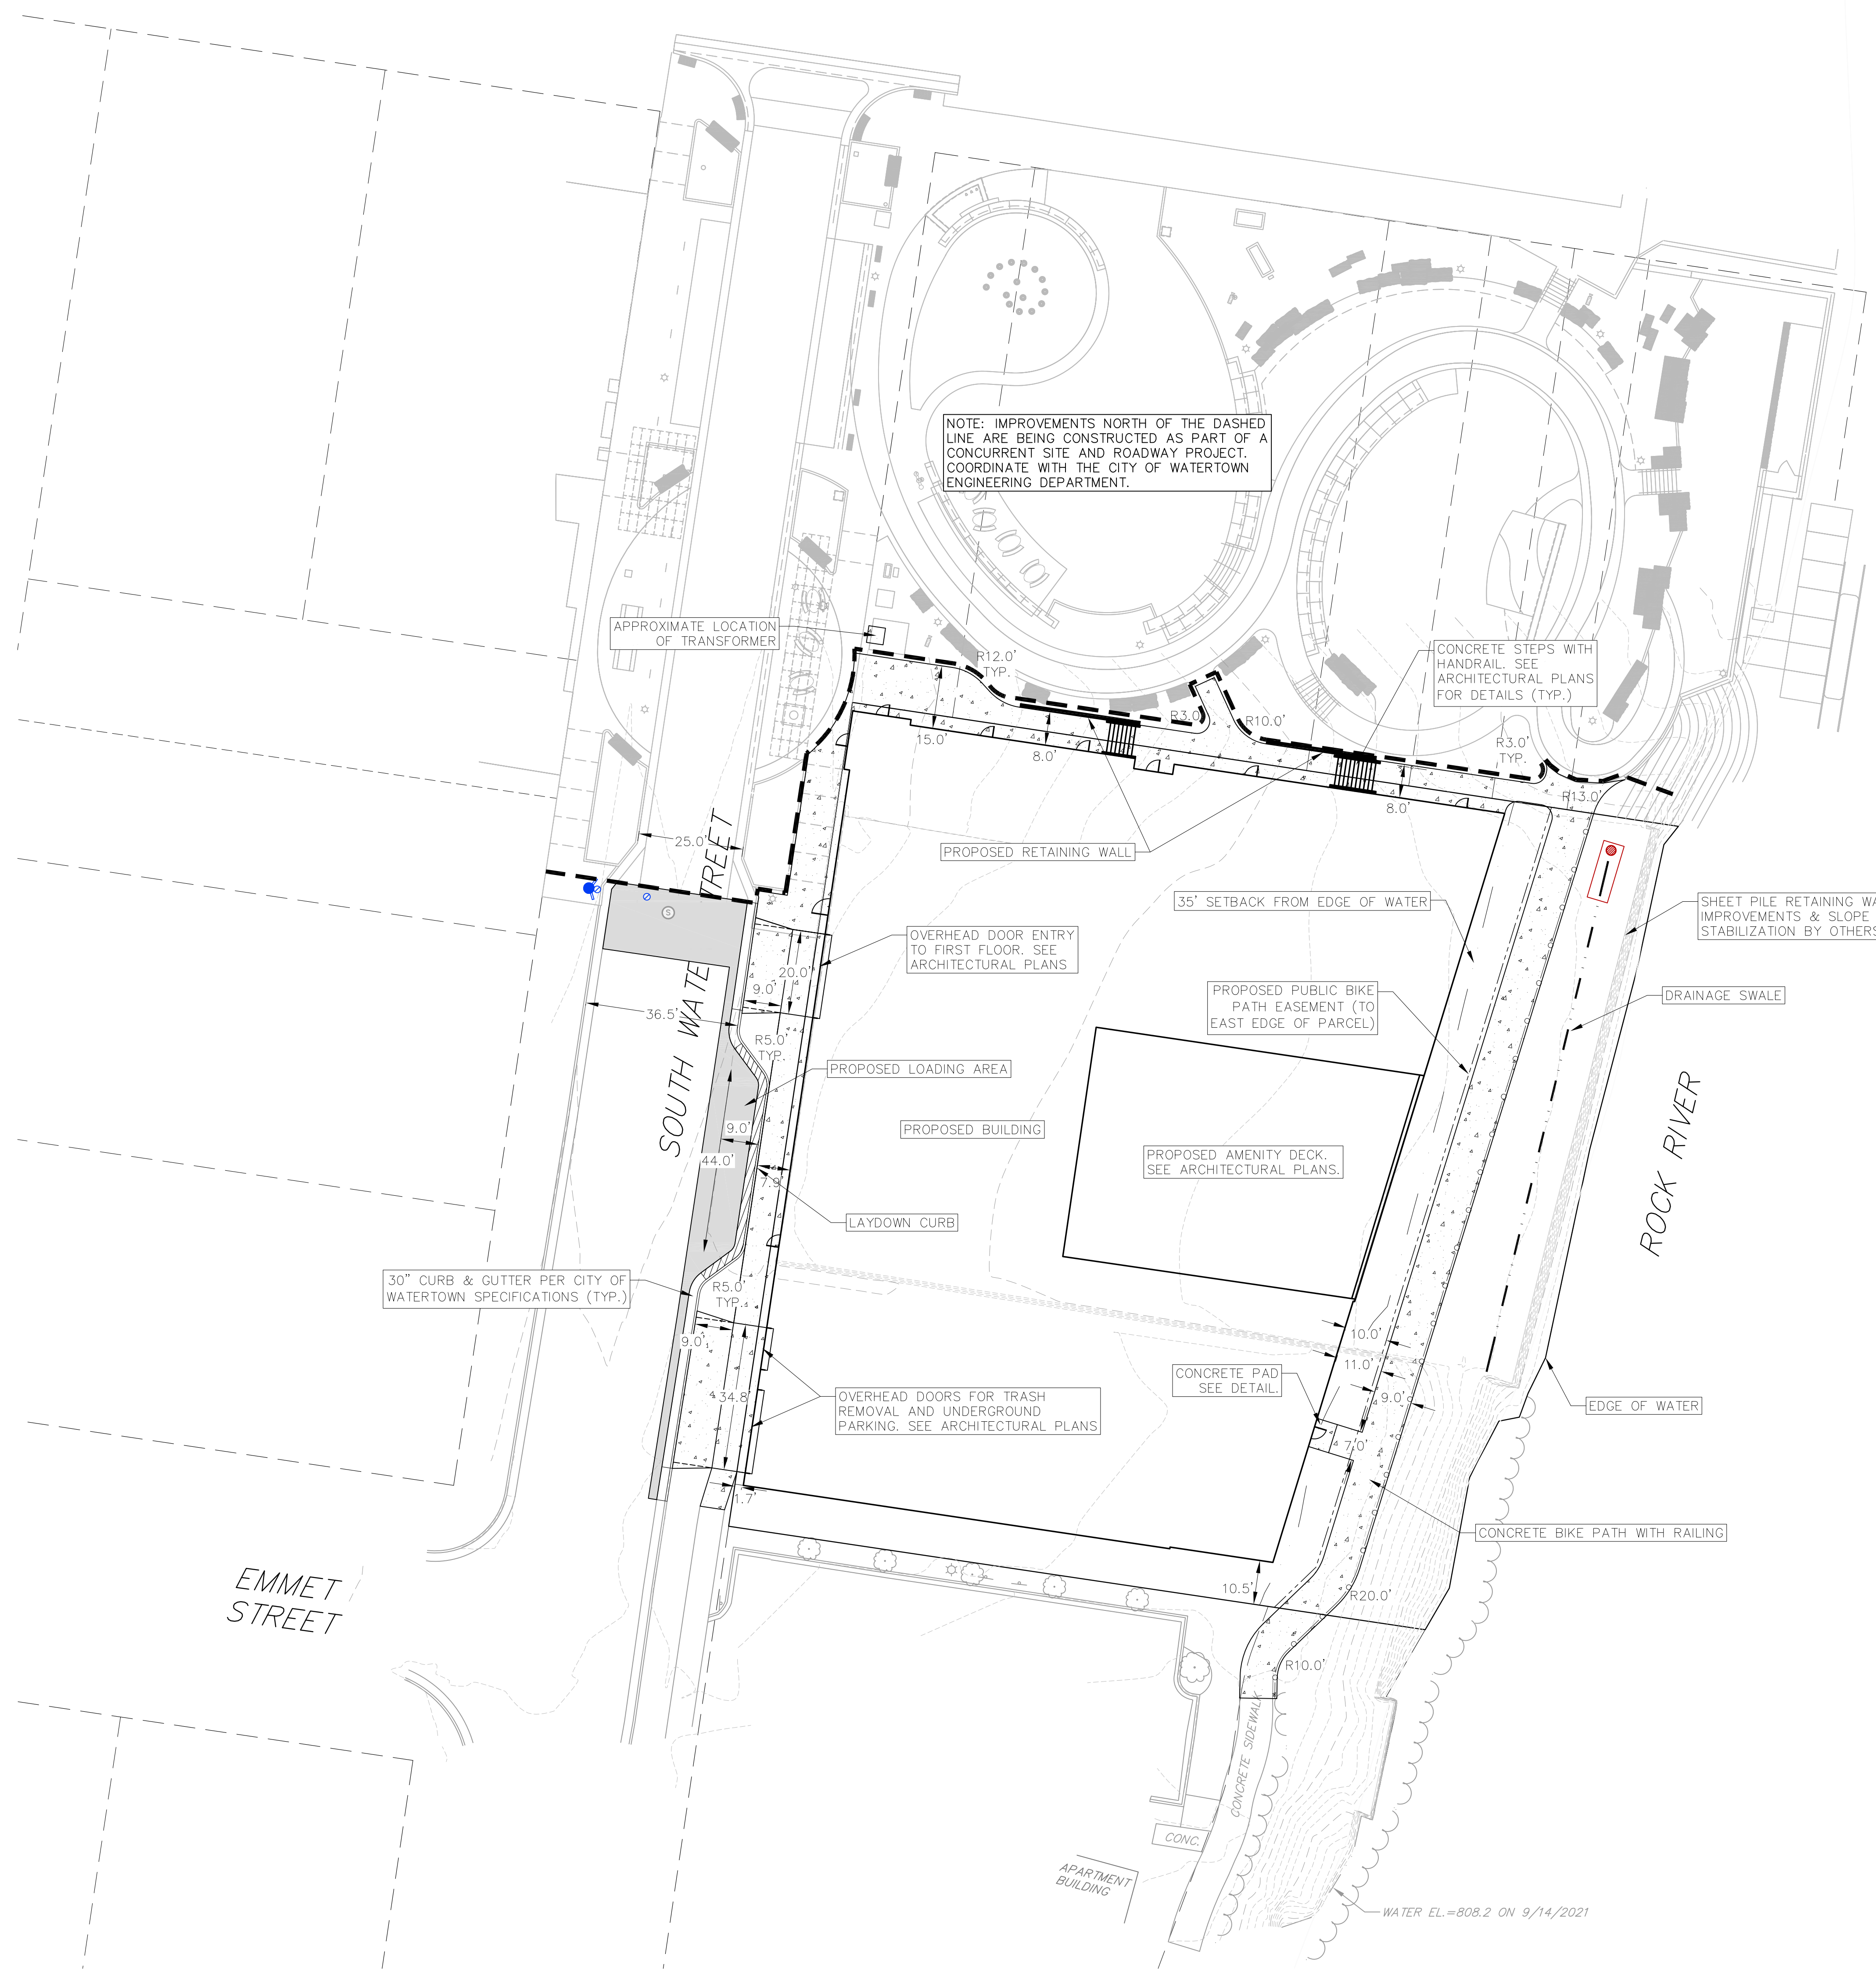 NOTE: IMPROVEMENTS NORTH OF THE DASHED
LINE ARE BEING CONSTRUCTED AS PART OF A
CONCURRENT SITE AND ROADWAY PROJECT.
COORDINATE WITH THE CITY OF WATERTOWN
ENGINEERING DEPARTMENT.
APPROXIMATE LOCATION
OF TRANSFORMER
R12.0'
TYP.
CONCRETE STEPS WITH
HANDRAIL. SEE
ARCHITECTURAL PLANS
FOR DETAILS (TYP.)
R3.0'
R10.0'
15.0'
8.0'
R3.0'
TYP.
R13.0'
8.0'
25.0'
PROPOSED RETAINING WALL
35' SETBACK FROM EDGE OF WATER
SHEET PILE RETAINING WA
IMPROVEMENTS & SLOPE
STABILIZATION BY OTHERS
S
OVERHEAD DOOR ENTRY
TO FIRST FLOOR. SEE
ARCHITECTURAL PLANS
20.0'
9.0'
36.5'
PROPOSED PUBLIC BIKE
PATH EASEMENT (TO
EAST EDGE OF PARCEL)
DRAINAGE SWALE
R5.0'
TYP.
PROPOSED LOADING AREA
SOUTH WATE
TREET
ROCK RIVER
9.0'
PROPOSED BUILDING
44.0'
7.9'
PROPOSED AMENITY DECK.
SEE ARCHITECTURAL PLANS.
LAYDOWN CURB
30" CURB & GUTTER PER CITY OF
WATERTOWN SPECIFICATIONS (TYP.)
R5.0'
TYP.
9.0'
10.0'
11.0'
CONCRETE PAD
SEE DETAIL.
9.0'
34.8'
OVERHEAD DOORS FOR TRASH
REMOVAL AND UNDERGROUND
PARKING. SEE ARCHITECTURAL PLANS
EDGE OF WATER
7.0'
1.7'
CONCRETE BIKE PATH WITH RAILING
EMMET
STREET
10.5'
R20.0'
R10.0'
CONCRETE SIDEWALK
CONC.
APARTMENT
BUILDING
WATER EL.=808.2 ON 9/14/2021